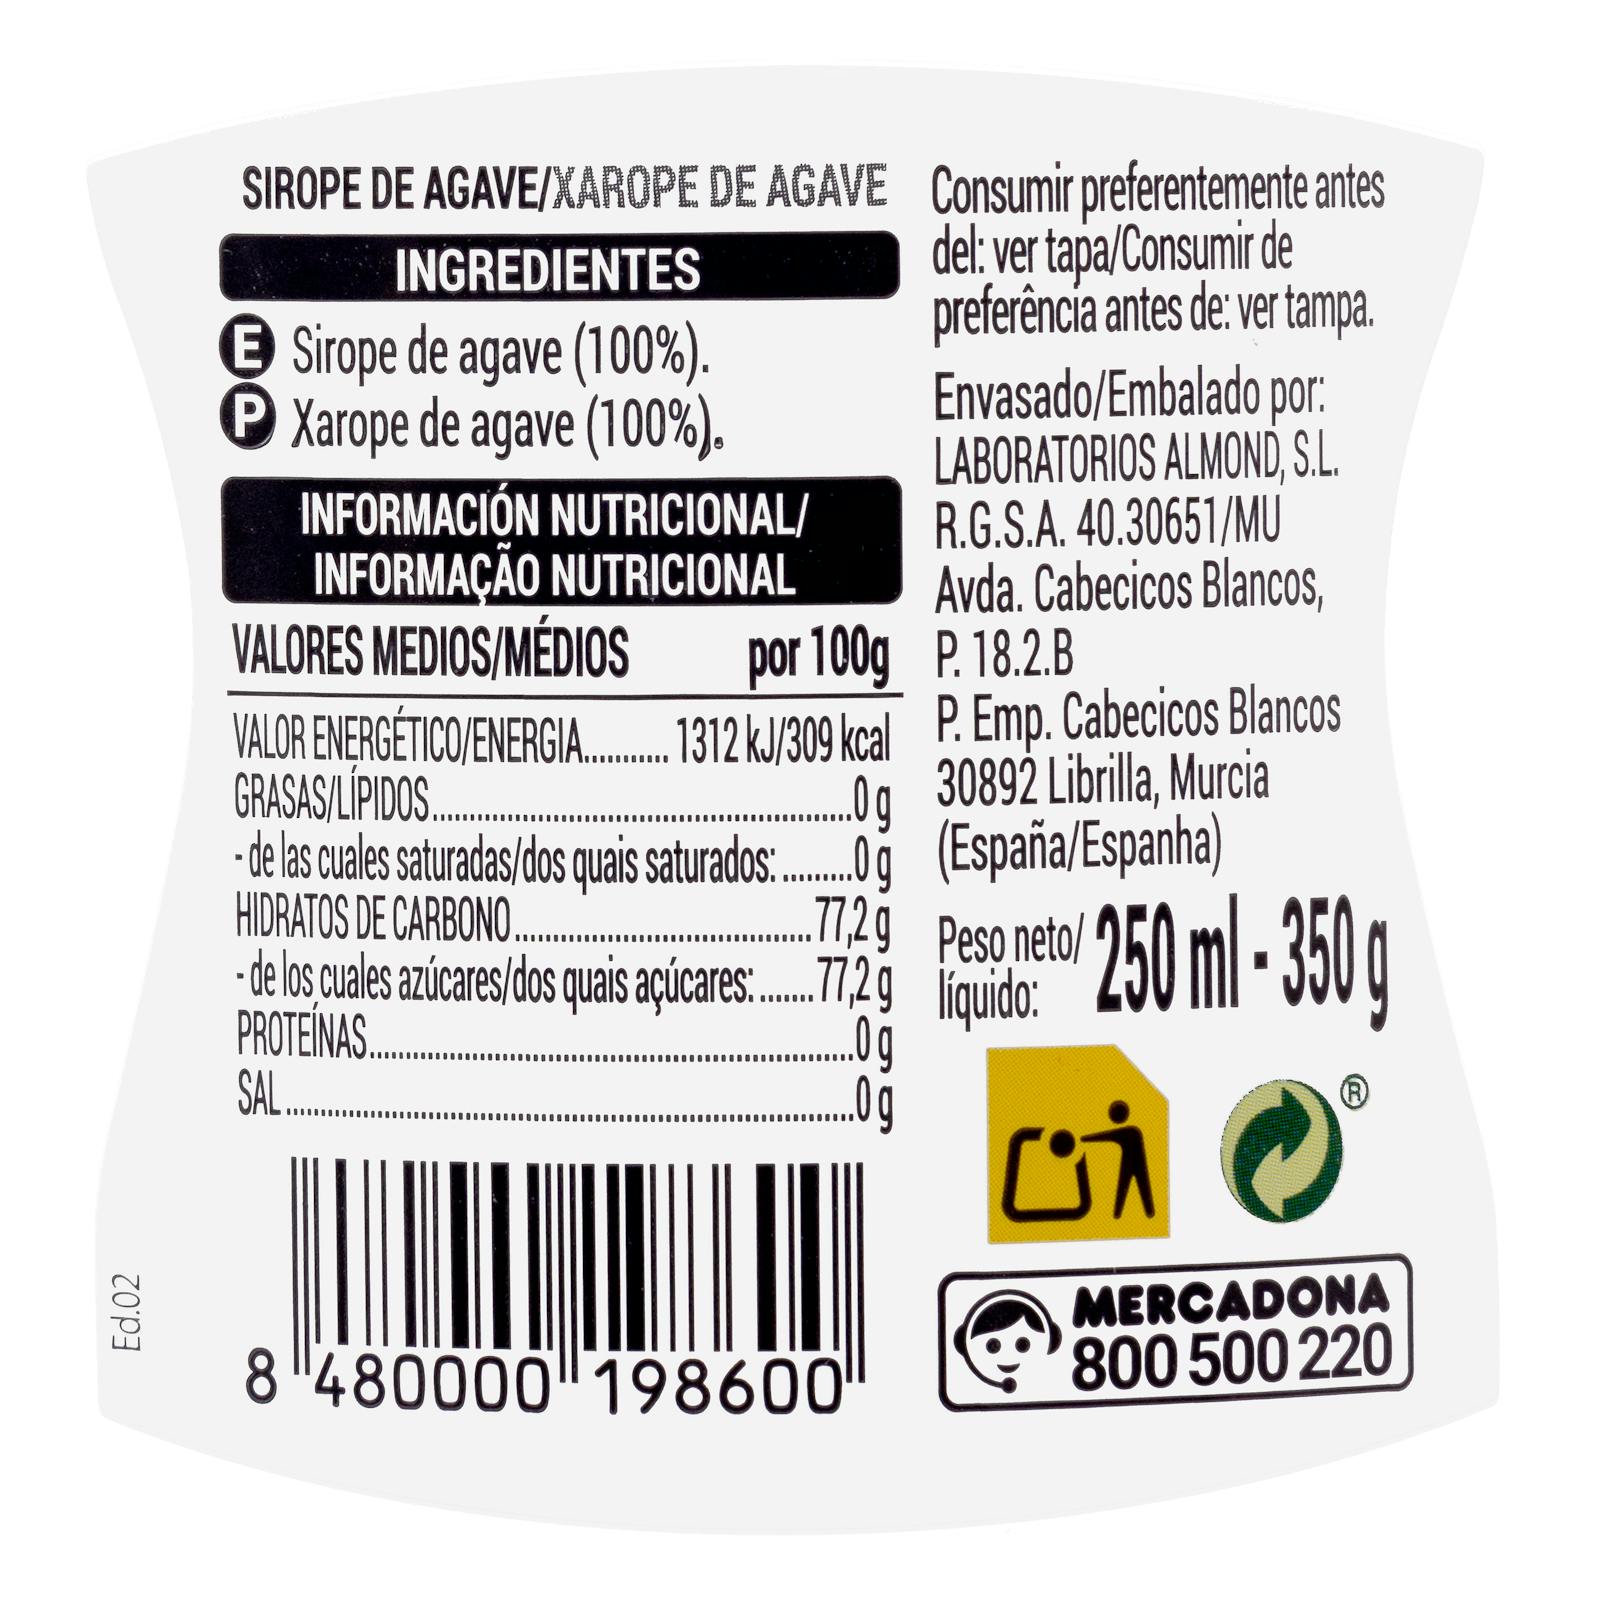 SIROPE DE AGAVE/XAROPE DE AGAVE
INGREDIENTES
E Sirope de agave (100%).
P Xarope de agave (100%).
INFORMACIÓN NUTRICIONAL/
INFORMAÇÃO NUTRICIONAL
VALORES MEDIOS/MÉDIOS por 100g
VALOR ENERGÉTICO/ENERGIA........... 1312 kJ/309 kcal
GRASAS/LÍPIDOS..........0 g
- de las cuales saturadas/dos quais saturados: .........0 g
HIDRATOS DE CARBONO..........77,2 g
- de los cuales azúcares/dos quais açúcares: .......77,2 g
PROTEÍNAS..........0 g
SAL..........0 g
8 480000 198600
Ed.02
Consumir preferentemente antes
del: ver tapa/Consumir de
preferência antes de: ver tampa.
Envasado/Embalado por:
LABORATORIOS ALMOND, S.L.
R.G.S.A. 40.30651/MU
Avda. Cabecicos Blancos,
P. 18.2.B
P. Emp. Cabecicos Blancos
30892 Librilla, Murcia
(España/Espanha)
Peso neto/
líquido: 250 ml - 350 g
®
MERCADONA
800 500 220